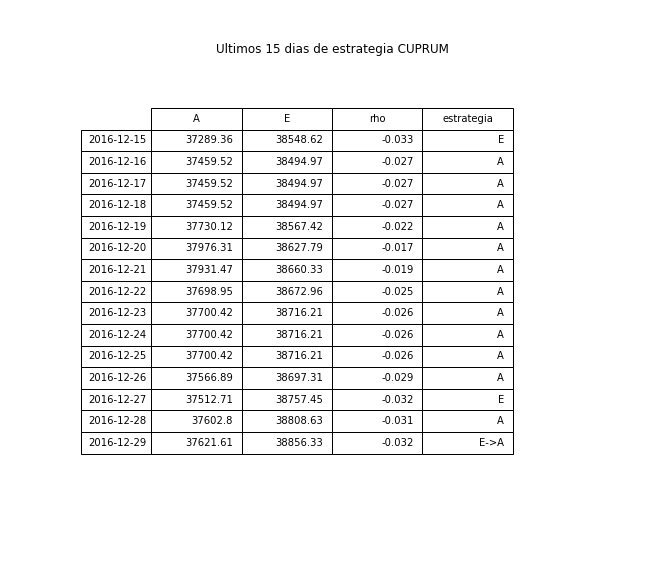 Ultimos 15 dias de estrategia CUPRUM
A E rho estrategia
2016-12-15 37289.36 38548.62 -0.033 E
2016-12-16 37459.52 38494.97 -0.027 A
2016-12-17 37459.52 38494.97 -0.027 A
2016-12-18 37459.52 38494.97 -0.027 A
2016-12-19 37730.12 38567.42 -0.022 A
2016-12-20 37976.31 38627.79 -0.017 A
2016-12-21 37931.47 38660.33 -0.019 A
2016-12-22 37698.95 38672.96 -0.025 A
2016-12-23 37700.42 38716.21 -0.026 A
2016-12-24 37700.42 38716.21 -0.026 A
2016-12-25 37700.42 38716.21 -0.026 A
2016-12-26 37566.89 38697.31 -0.029 A
2016-12-27 37512.71 38757.45 -0.032 E
2016-12-28 37602.8 38808.63 -0.031 A
2016-12-29 37621.61 38856.33 -0.032 E->A